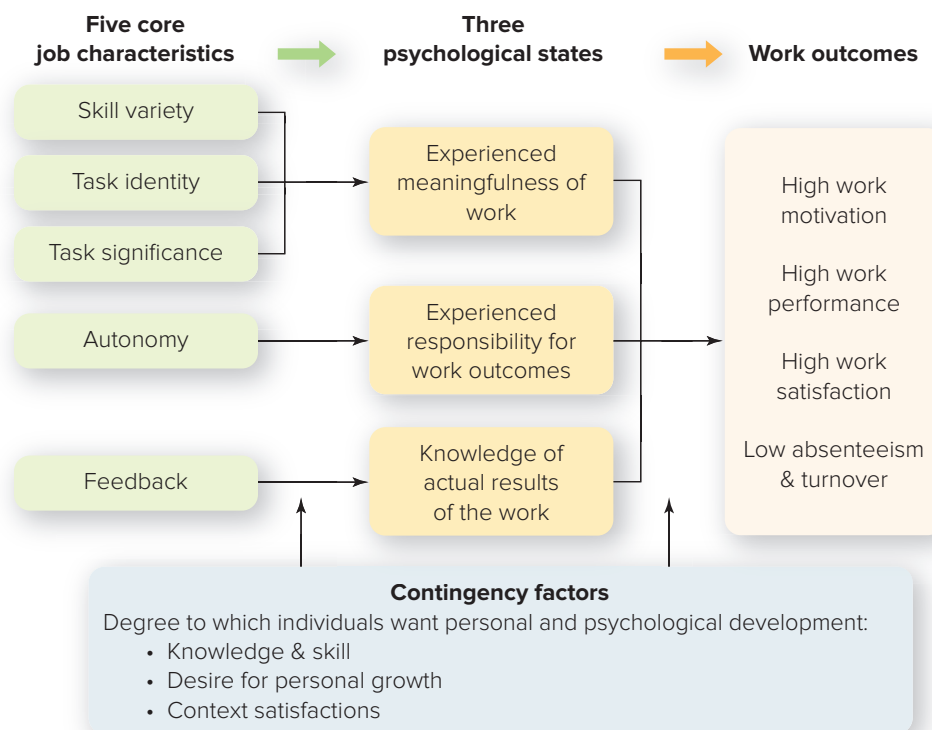 Five core
job characteristics
Three
psychological states
Work outcomes
Skill variety
Task identity
Task significance
Autonomy
Feedback
Experienced
meaningfulness of
work
Experienced
responsibility for
work outcomes
Knowledge of
actual results
of the work
High work
motivation
High work
performance
High work
satisfaction
Low absenteeism
& turnover
Contingency factors
Degree to which individuals want personal and psychological development:
• Knowledge & skill
• Desire for personal growth
• Context satisfactions